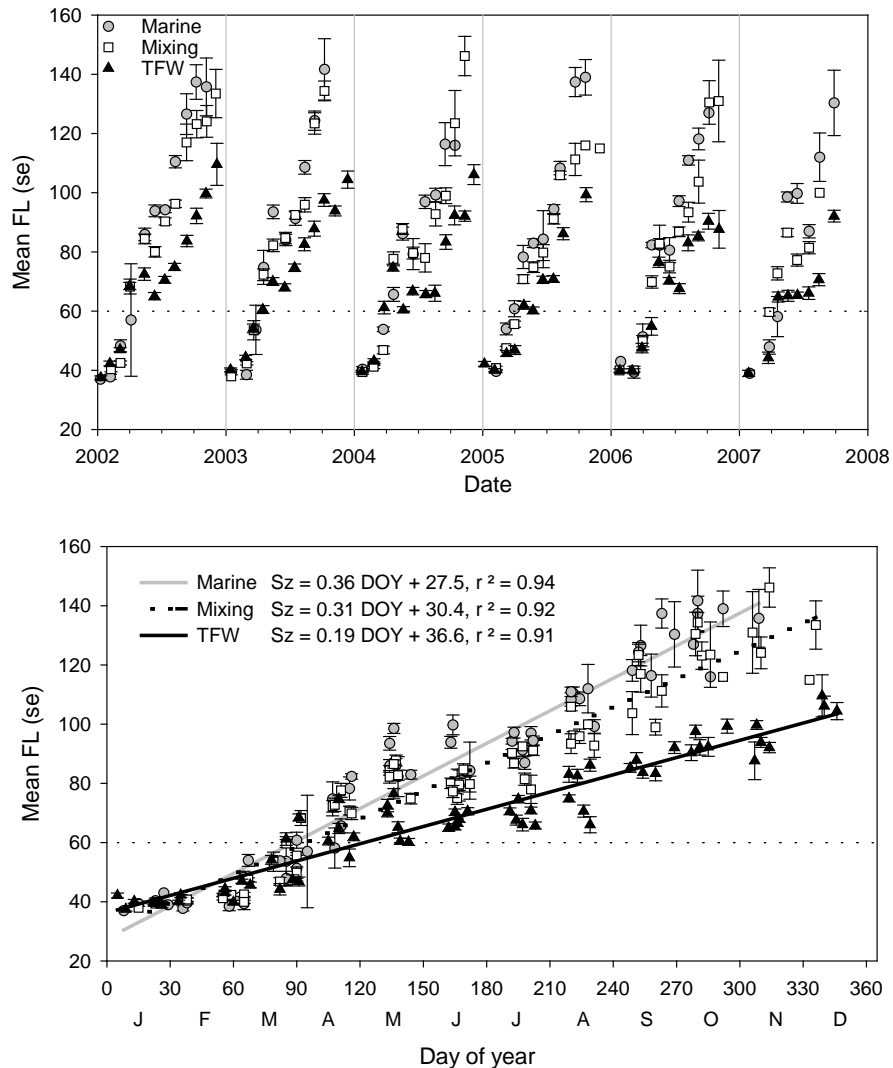 160
140
120
100
80
60
40
20
Mean FL (se)
Marine
Mixing
TFW
2002 2003 2004 2005 2006 2007 2008
Date
160
140
120
100
80
60
40
20
Mean FL (se)
Marine Sz = 0.36 DOY + 27.5, r ² = 0.94
Mixing Sz = 0.31 DOY + 30.4, r ² = 0.92
TFW Sz = 0.19 DOY + 36.6, r ² = 0.91
0 30 60 90 120 150 180 210 240 270 300 330 360
J F M A M J J A S O N D
Day of year